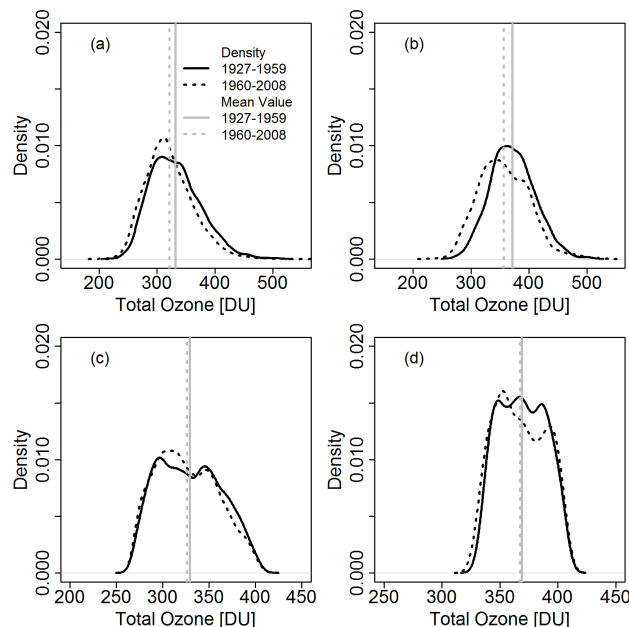 (a)
Density
1927-1959
1960-2008
Mean Value
1927-1959
1960-2008
0.020
0.010
0.000
Density
200 300 400 500
Total Ozone [DU]
(b)
0.020
0.010
0.000
Density
200 300 400 500
Total Ozone [DU]
(c)
0.020
0.010
0.000
Density
200 250 300 350 400 450
Total Ozone [DU]
(d)
0.020
0.010
0.000
Density
250 300 350 400 450
Total Ozone [DU]